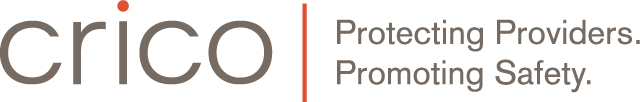 crico
Protecting Providers.
Promoting Safety.